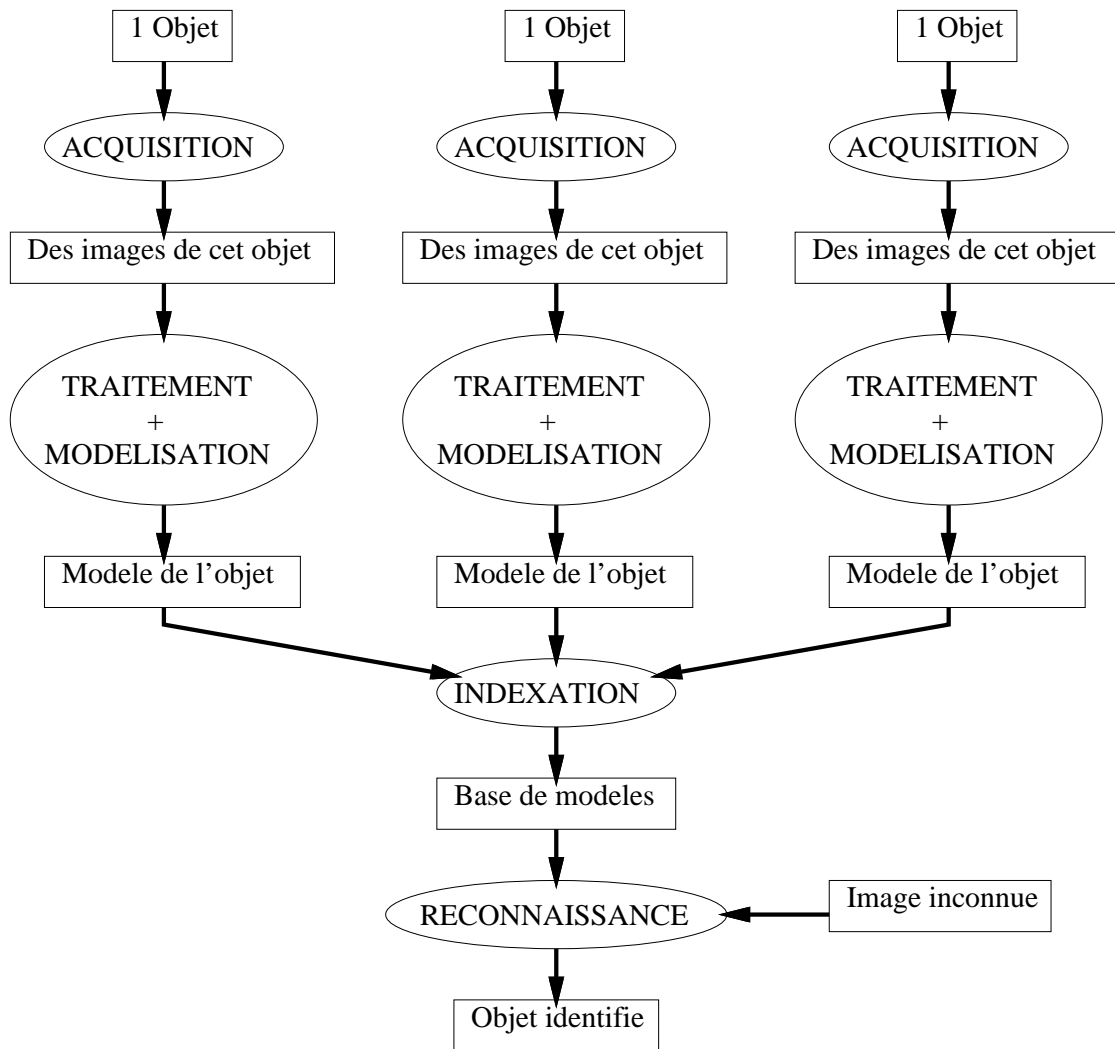 1 Objet
1 Objet
1 Objet
ACQUISITION
ACQUISITION
ACQUISITION
Des images de cet objet
Des images de cet objet
Des images de cet objet
TRAITEMENT
+
MODELISATION
TRAITEMENT
+
MODELISATION
TRAITEMENT
+
MODELISATION
Modele de l’objet
Modele de l’objet
Modele de l’objet
INDEXATION
Base de modeles
RECONNAISSANCE
Image inconnue
Objet identifie